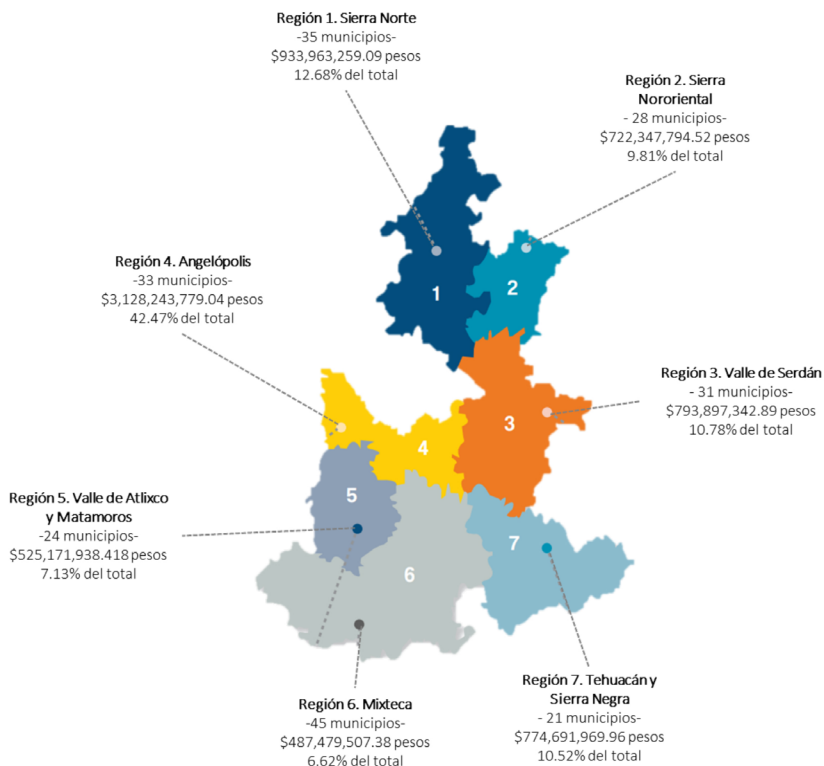 Región 1. Sierra Norte
-35 municipios-
$933,963,259.09 pesos
12.68% del total
Región 2. Sierra
Nororiental
- 28 municipios-
$722,347,794.52 pesos
9.81% del total
Región 4. Angelópolis
-33 municipios-
$3,128,243,779.04 pesos
42.47% del total
1
2
Región 3. Valle de Serdán
- 31 municipios-
$793,897,342.89 pesos
10.78% del total
3
4
Región 5. Valle de Atlixco
y Matamoros
-24 municipios-
$525,171,938.418 pesos
7.13% del total
5
6
7
Región 6. Mixteca
-45 municipios-
$487,479,507.38 pesos
6.62% del total
Región 7. Tehuacán y
Sierra Negra
- 21 municipios-
$774,691,969.96 pesos
10.52% del total